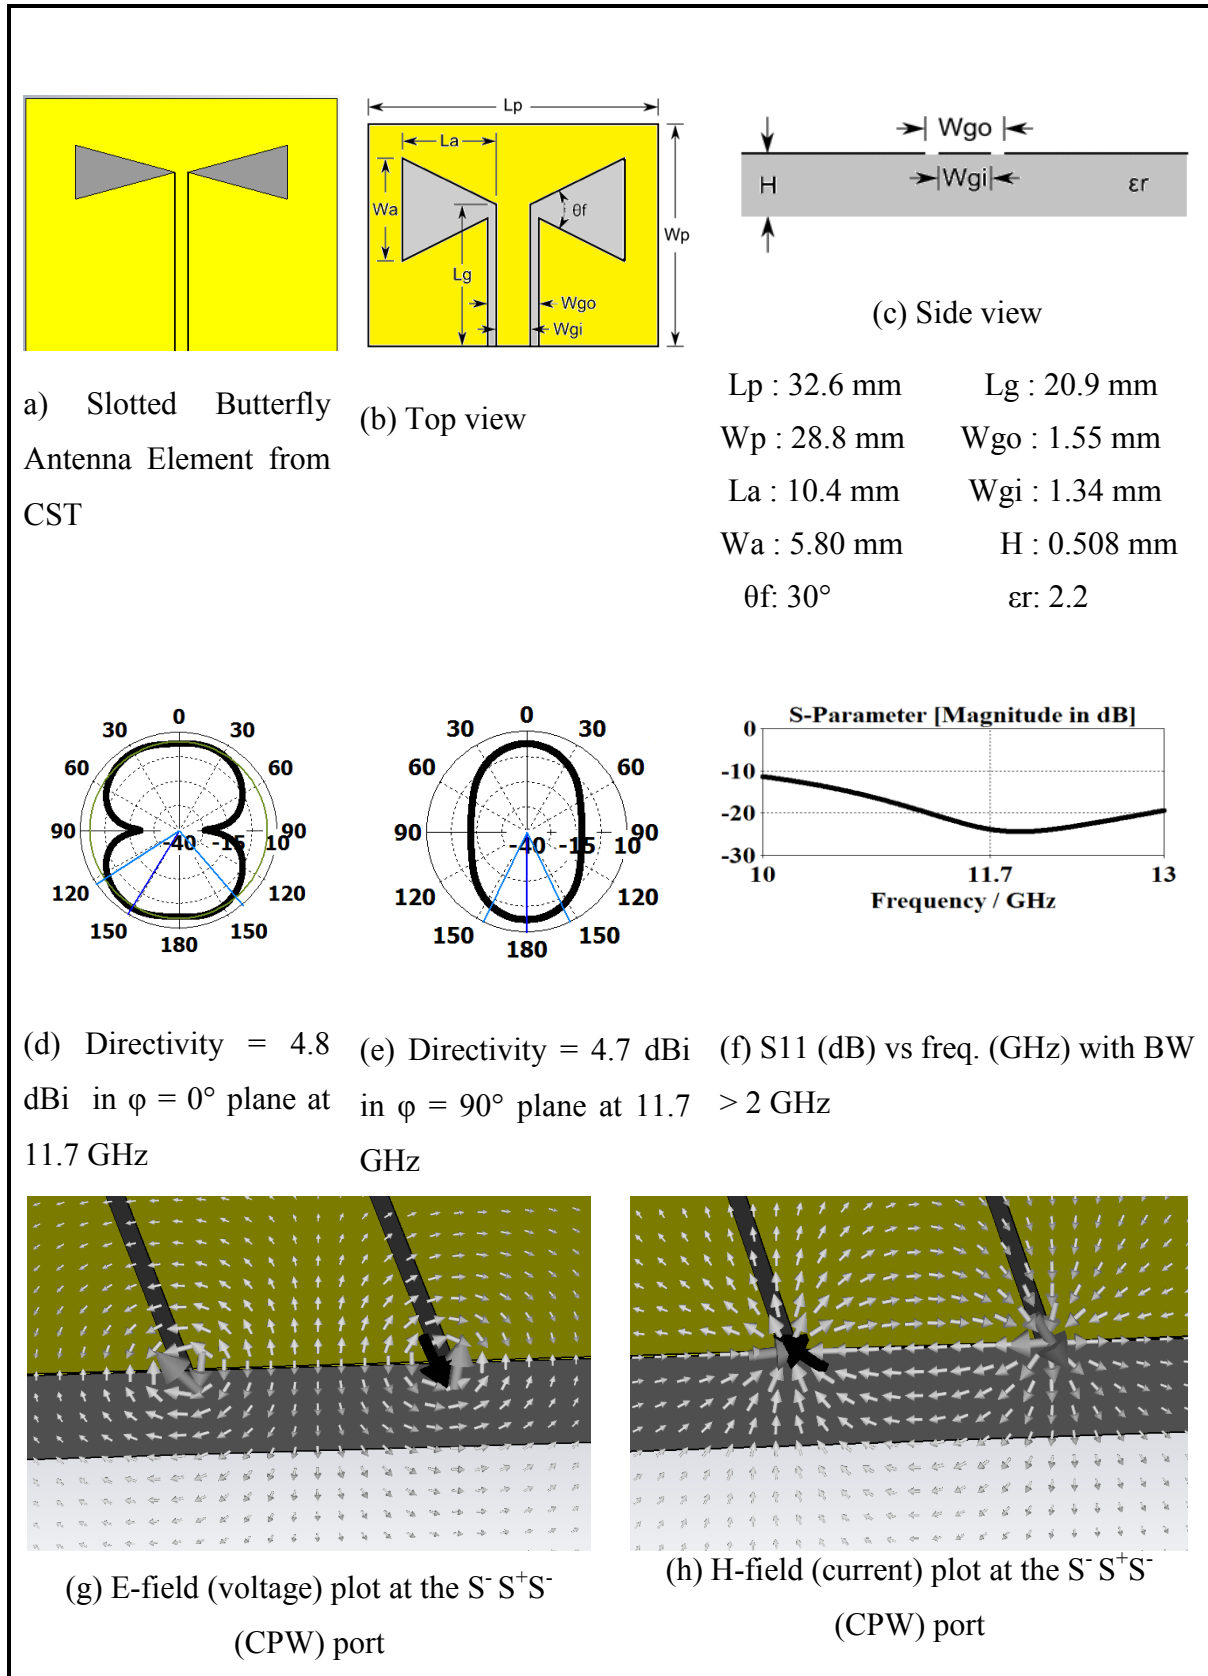 Lp
La
Wa
θf
Wp
Lg
Wgo
Wgi
Wgo
H
Wgi
εr
(c) Side view
a) Slotted Butterfly
Antenna Element from
CST
(b) Top view
Lp : 32.6 mm Lg : 20.9 mm
Wp : 28.8 mm Wgo : 1.55 mm
La : 10.4 mm Wgi : 1.34 mm
Wa : 5.80 mm H : 0.508 mm
θf: 30° εr: 2.2
0
30 30
60 60
90 -40 -15 10 90
120 120
150 150
180
0
30 30
60 60
90 -40 -15 10 90
120 120
150 150
180
S-Parameter [Magnitude in dB]
0
-10
-20
-30
10 11.7 13
Frequency / GHz
(d) Directivity = 4.8
dBi in φ = 0° plane at
11.7 GHz
(e) Directivity = 4.7 dBi
in φ = 90° plane at 11.7
GHz
(f) S11 (dB) vs freq. (GHz) with BW
> 2 GHz
(g) E-field (voltage) plot at the S⁻ S⁺S⁻
(CPW) port
(h) H-field (current) plot at the S⁻ S⁺S⁻
(CPW) port